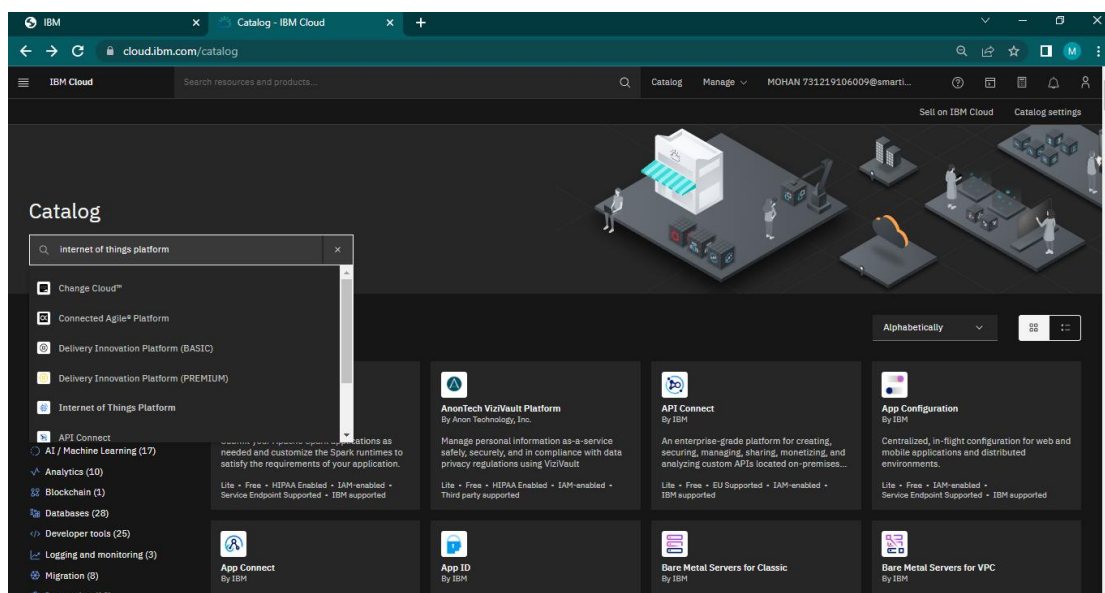 IBM
Catalog - IBM Cloud
cloud.ibm.com/catalog
M
IBM Cloud
Search resources and products...
Catalog
Manage
MOHAN 731219106009@smarti...
Sell on IBM Cloud
Catalog settings
Catalog
internet of things platform
Change Cloud™
Connected Agile® Platform
Delivery Innovation Platform (BASIC)
Delivery Innovation Platform (PREMIUM)
Internet of Things Platform
API Connect
Alphabetically
AI / Machine Learning (17)
Analytics (10)
Blockchain (1)
Databases (28)
Developer tools (25)
Logging and monitoring (3)
Migration (8)
needed and customize the Spark runtimes to
satisfy the requirements of your application.
Lite • Free • HIPAA Enabled • IAM-enabled •
Service Endpoint Supported • IBM supported
AnonTech ViziVault Platform
By Anon Technology, Inc.
Manage personal information as-a-service
safely, securely, and in compliance with data
privacy regulations using ViziVault
Lite • Free • HIPAA Enabled • IAM-enabled •
Third party supported
API Connect
By IBM
An enterprise-grade platform for creating,
securing, managing, sharing, monetizing, and
analyzing custom APIs located on-premises...
Lite • Free • EU Supported • IAM-enabled •
IBM supported
App Configuration
By IBM
Centralized, in-flight configuration for web and
mobile applications and distributed
environments.
Lite • Free • IAM-enabled •
Service Endpoint Supported • IBM supported
App Connect
By IBM
App ID
By IBM
Bare Metal Servers for Classic
By IBM
Bare Metal Servers for VPC
By IBM